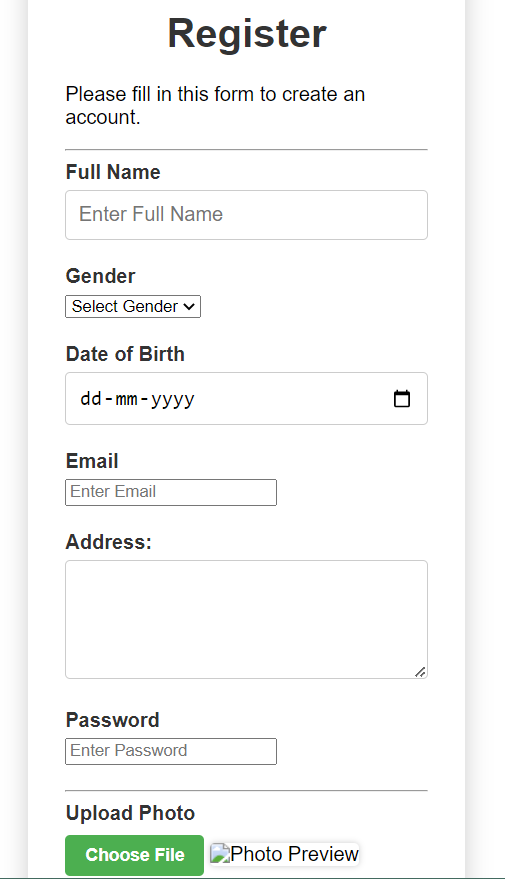 Register
Please fill in this form to create an
account.
Full Name
Enter Full Name
Gender
Select Gender
Date of Birth
dd-mm-yyyy
Email
Enter Email
Address:
Password
Enter Password
Upload Photo
Choose File Photo Preview